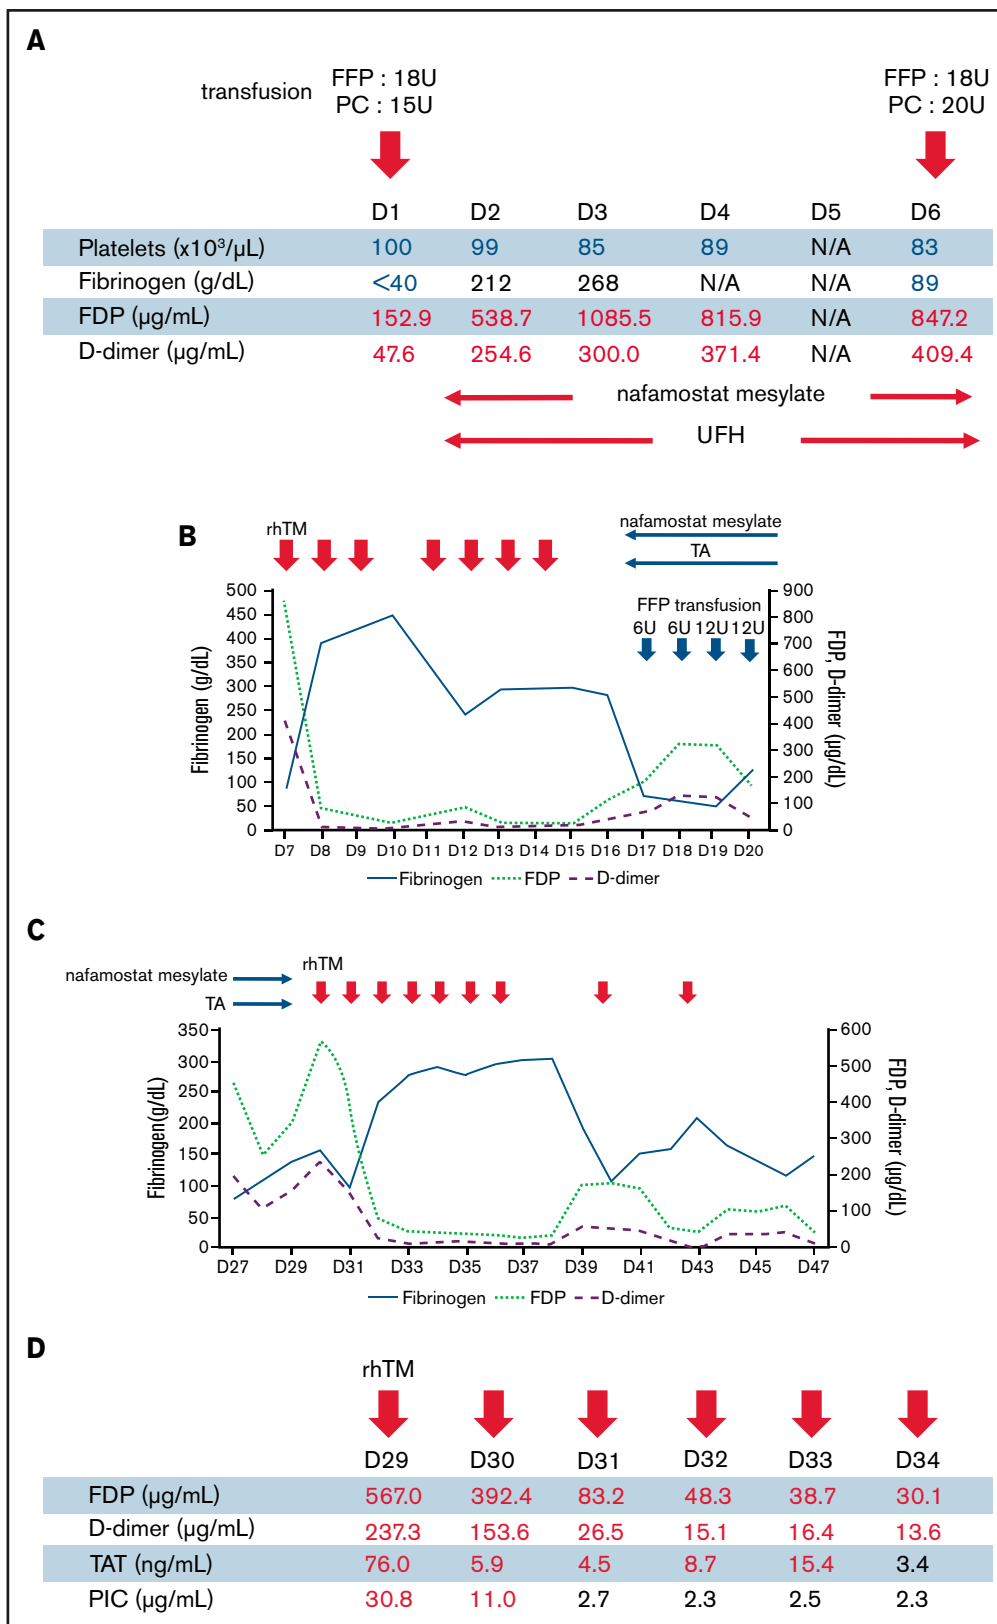 A
transfusion
FFP : 18U
PC : 15U
FFP : 18U
PC : 20U
D1 D2 D3 D4 D5 D6
Platelets (x10³/µL) 100 99 85 89 N/A 83
Fibrinogen (g/dL) <40 212 268 N/A N/A 89
FDP (µg/mL) 152.9 538.7 1085.5 815.9 N/A 847.2
D-dimer (µg/mL) 47.6 254.6 300.0 371.4 N/A 409.4
nafamostat mesylate
UFH
B
rhTM
nafamostat mesylate
TA
FFP transfusion
6U 6U 12U 12U
Fibrinogen (g/dL)
500
450
400
350
300
250
200
150
100
50
0
900
800
700
600
500
400
300
200
100
0
FDP, D-dimer (µg/dL)
D7 D8 D9 D10 D11 D12 D13 D14 D15 D16 D17 D18 D19 D20
Fibrinogen FDP D-dimer
C
nafamostat mesylate
TA
rhTM
Fibrinogen(g/dL)
350
300
250
200
150
100
50
0
600
500
400
300
200
100
0
FDP, D-dimer (µg/dL)
D27 D29 D31 D33 D35 D37 D39 D41 D43 D45 D47
Fibrinogen FDP D-dimer
D
rhTM
D29 D30 D31 D32 D33 D34
FDP (µg/mL) 567.0 392.4 83.2 48.3 38.7 30.1
D-dimer (µg/mL) 237.3 153.6 26.5 15.1 16.4 13.6
TAT (ng/mL) 76.0 5.9 4.5 8.7 15.4 3.4
PIC (µg/mL) 30.8 11.0 2.7 2.3 2.5 2.3